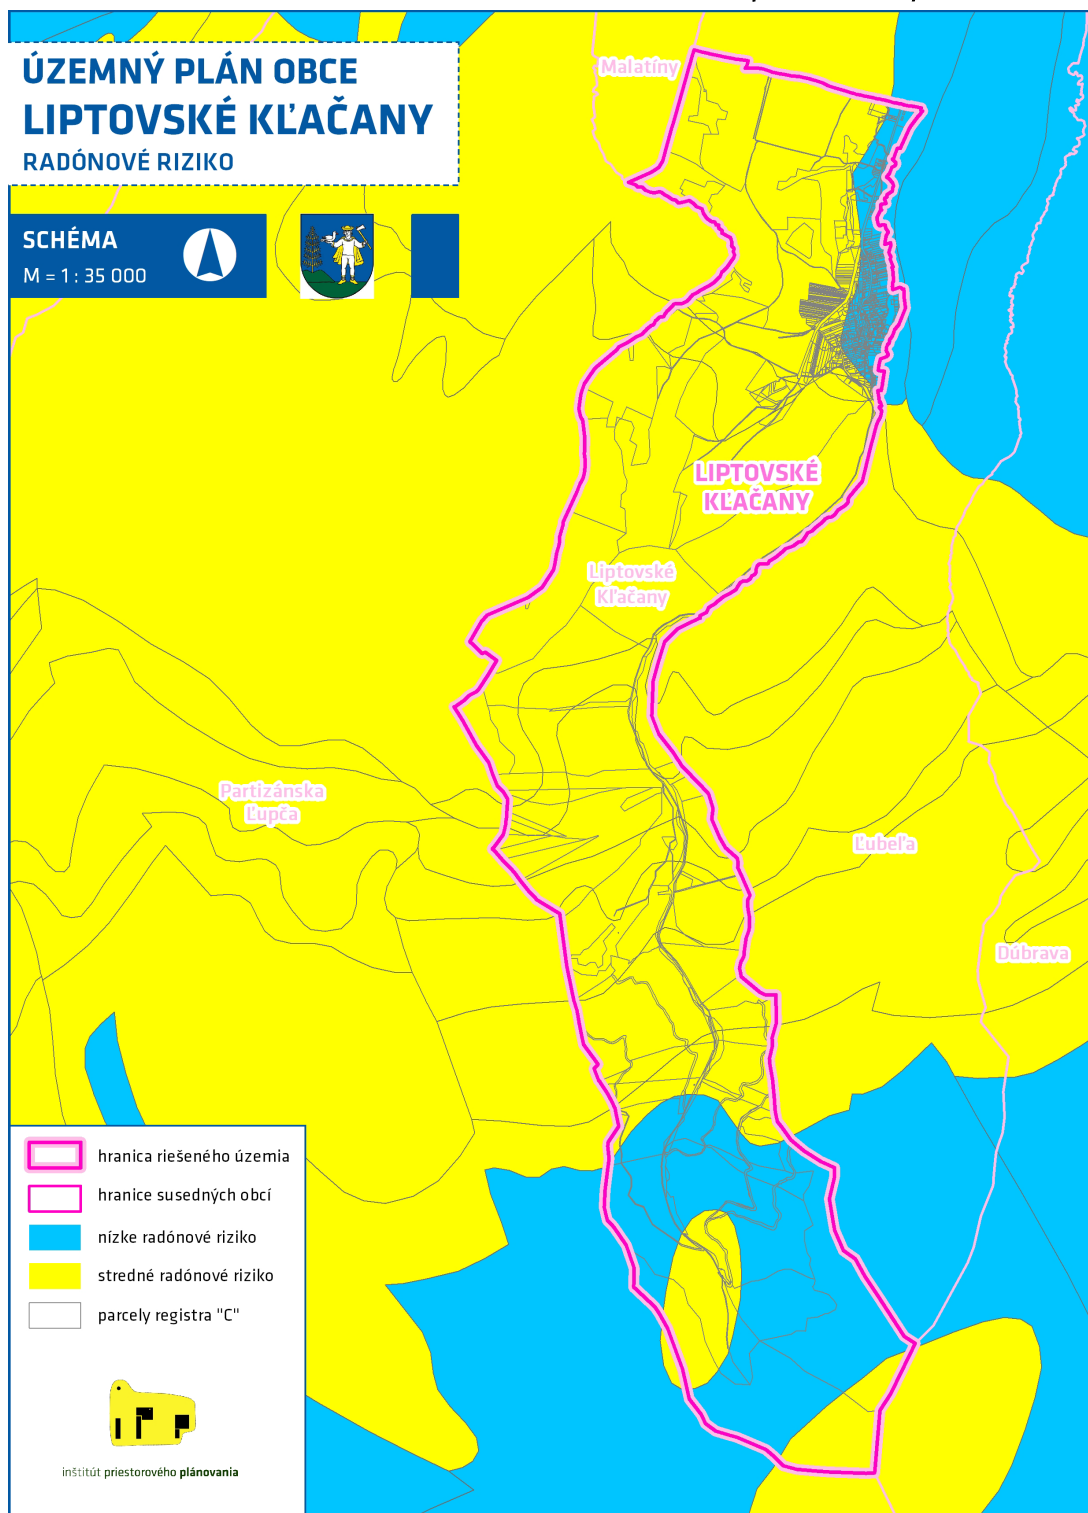 ÚZEMNÝ PLÁN OBCE
LIPTOVSKÉ KĽAČANY
RADÓNOVÉ RIZIKO
SCHÉMA
M = 1 : 35 000
Malatíny
LIPTOVSKÉ
KĽAČANY
Liptovské
Kľačany
Partizánska
Ľupča
Ľubeľa
Dúbrava
hranica riešeného územia
hranice susedných obcí
nízke radónové riziko
stredné radónové riziko
parcely registra "C"
inštitút priestorového plánovania